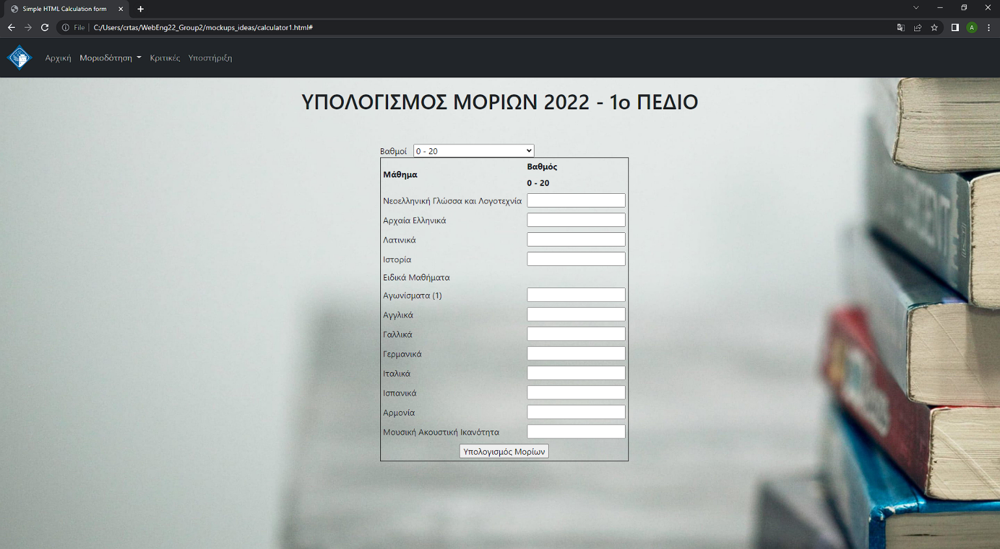 Simple HTML Calculation form
File
C:/Users/crtas/WebEng22_Group2/mockups_ideas/calculator1.html#
A
Αρχική Μοριοδότηση Κριτικές Υποστήριξη
ΥΠΟΛΟΓΙΣΜΟΣ ΜΟΡΙΩΝ 2022 - 1ο ΠΕΔΙΟ
Βαθμοί 0 - 20
Μάθημα
Βαθμός
0 - 20
Νεοελληνική Γλώσσα και Λογοτεχνία
Αρχαία Ελληνικά
Λατινικά
Ιστορία
Ειδικά Μαθήματα
Αγωνίσματα (1)
Αγγλικά
Γαλλικά
Γερμανικά
Ιταλικά
Ισπανικά
Αρμονία
Μουσική Ακουστική Ικανότητα
Υπολογισμός Μορίων